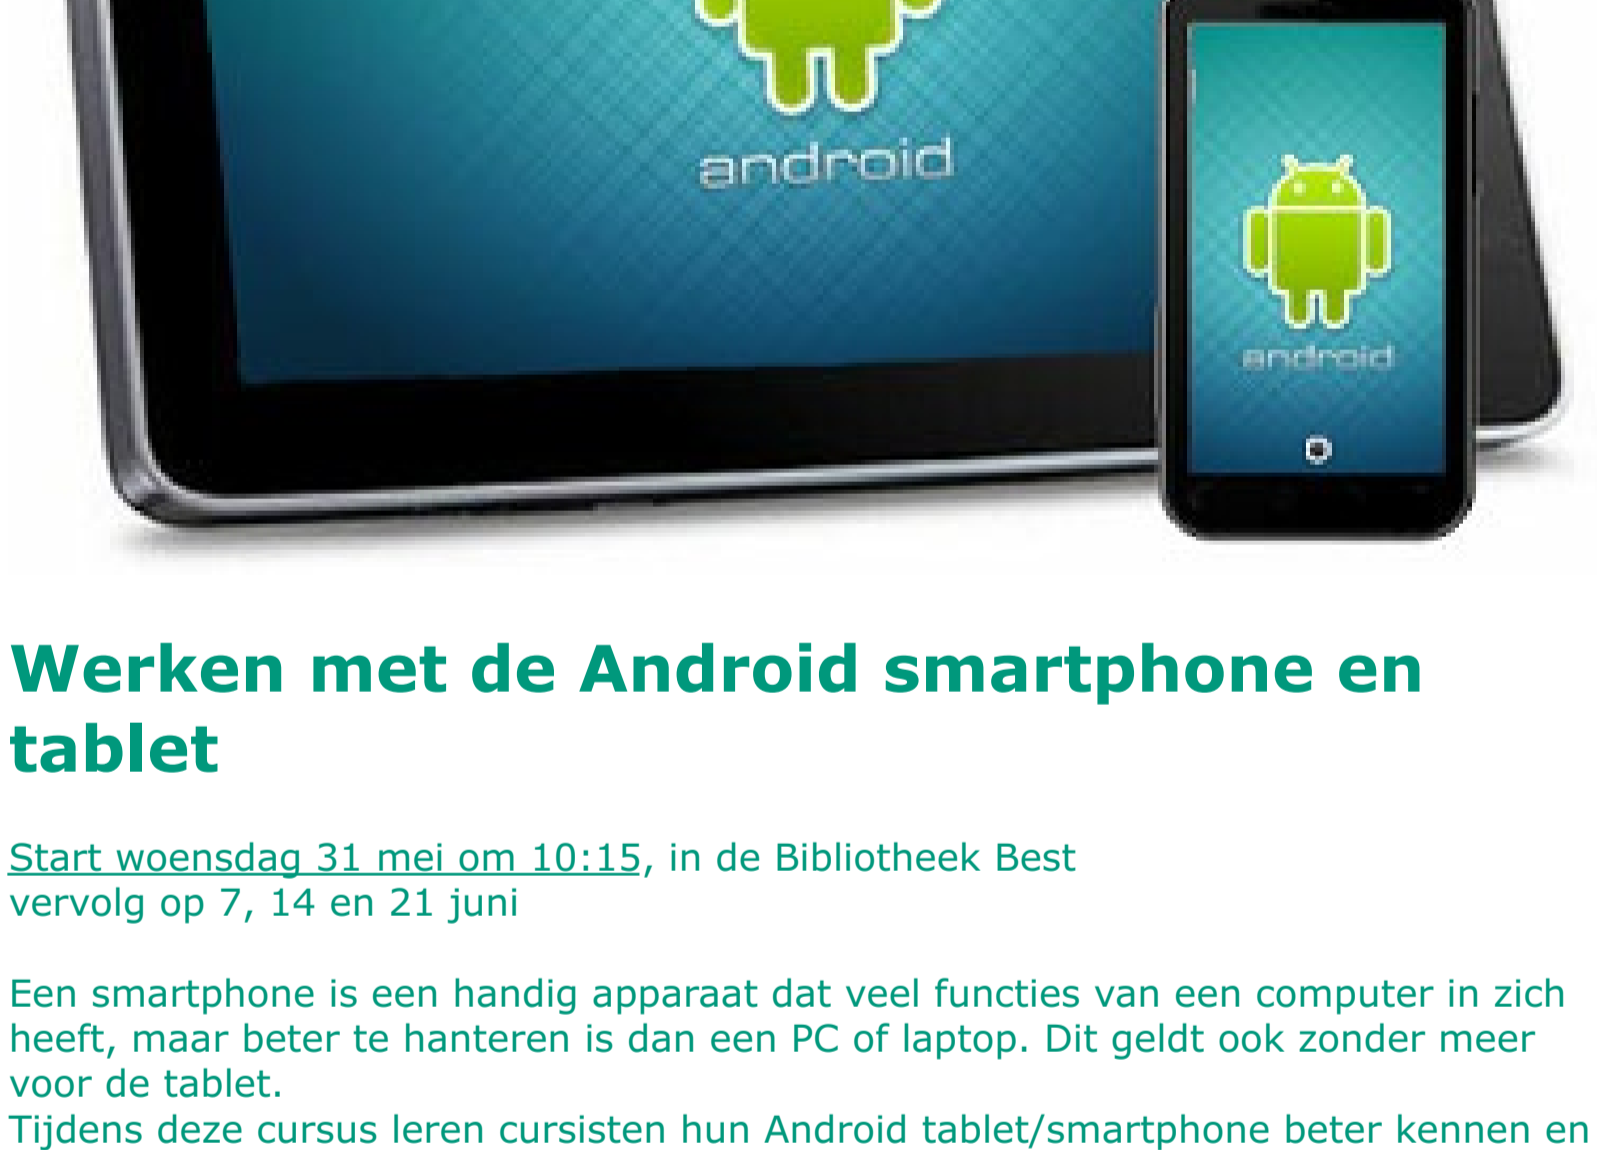 android
android
Werken met de Android smartphone en
tablet
Start woensdag 31 mei om 10:15, in de Bibliotheek Best
vervolg op 7, 14 en 21 juni
Een smartphone is een handig apparaat dat veel functies van een computer in zich
heeft, maar beter te hanteren is dan een PC of laptop. Dit geldt ook zonder meer
voor de tablet.
Tijdens deze cursus leren cursisten hun Android tablet/smartphone beter kennen en